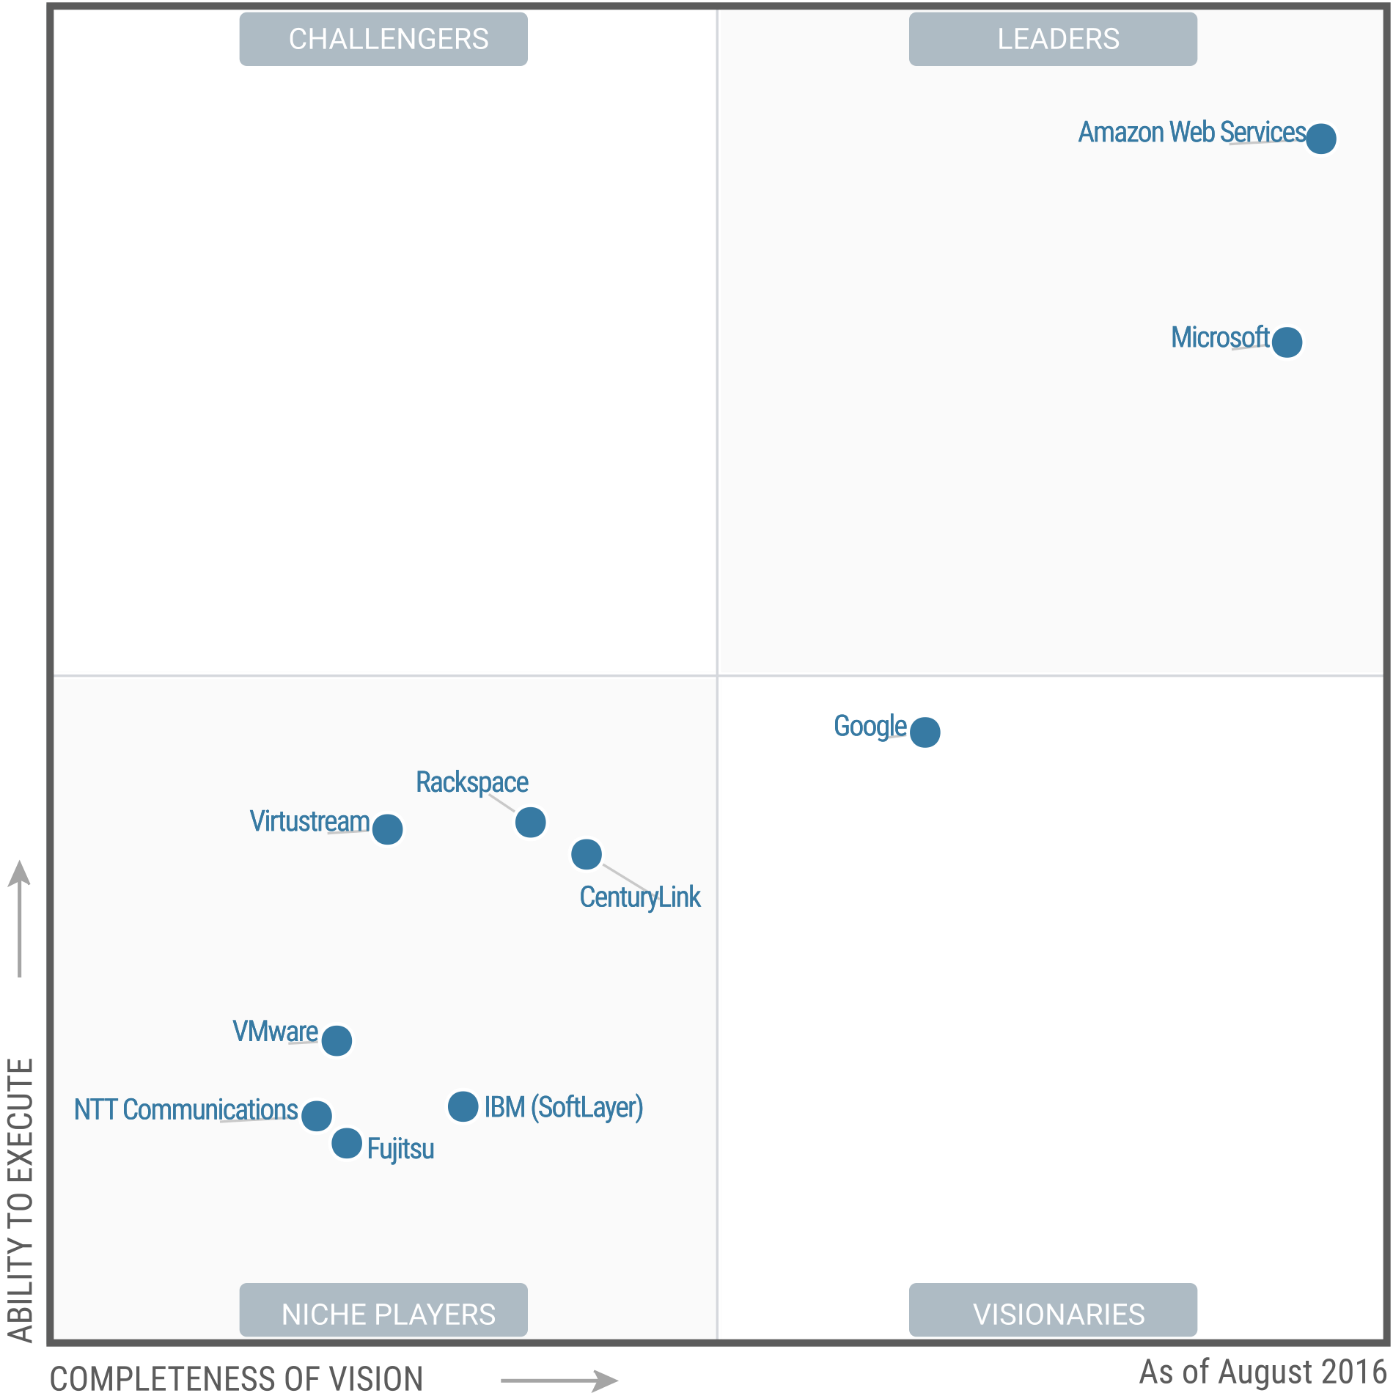 CHALLENGERS
LEADERS
Amazon Web Services
Microsoft
Google
Rackspace
Virtustream
CenturyLink
VMware
NTT Communications
IBM (SoftLayer)
Fujitsu
NICHE PLAYERS
VISIONARIES
ABILITY TO EXECUTE
COMPLETENESS OF VISION
As of August 2016